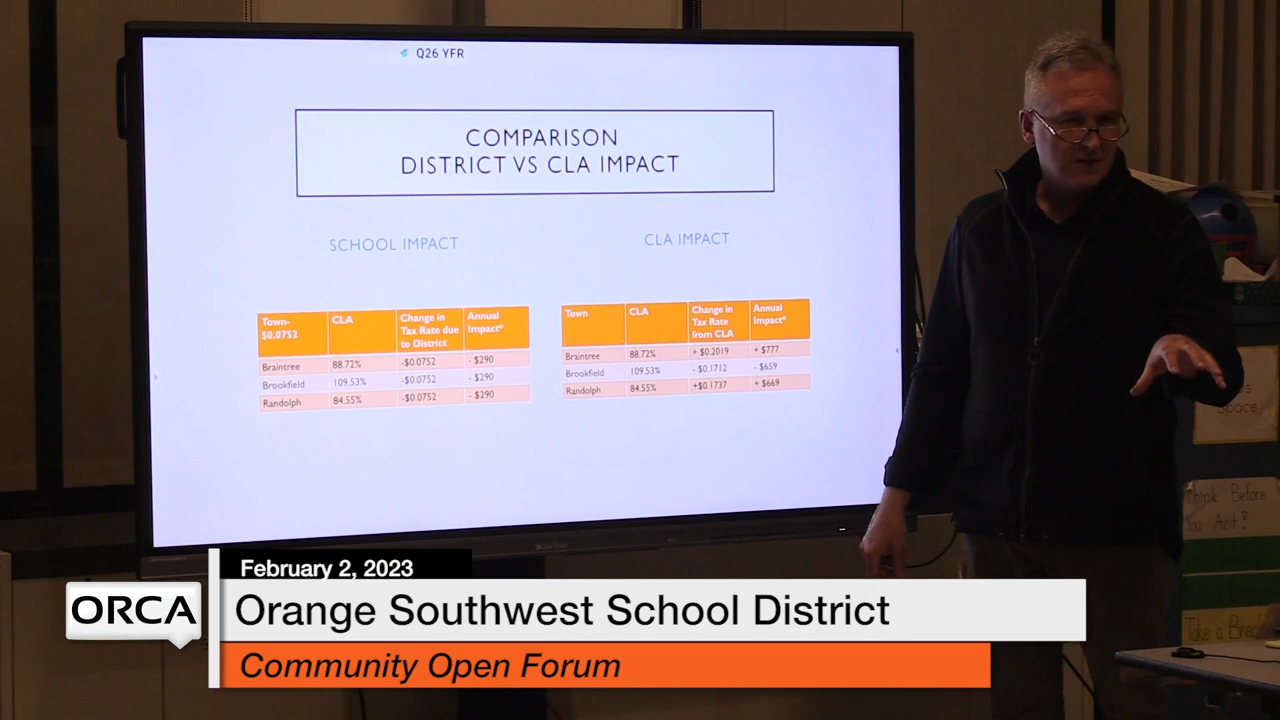 Q26 YFR
COMPARISON
DISTRICT VS CLA IMPACT
SCHOOL IMPACT
CLA IMPACT
Town- $0.0752 CLA Change in Tax Rate due to District Annual Impact*
Braintree 88.72% -$0.0752 - $290
Brookfield 109.53% -$0.0752 - $290
Randolph 84.55% -$0.0752 - $290
Town CLA Change in Tax Rate from CLA Annual Impact*
Braintree 88.72% + $0.2019 + $777
Brookfield 109.53% - $0.1712 - $659
Randolph 84.55% +$0.1737 + $669
Space
Think Before
You Act!
Take a
February 2, 2023
ORCA
Orange Southwest School District
Community Open Forum